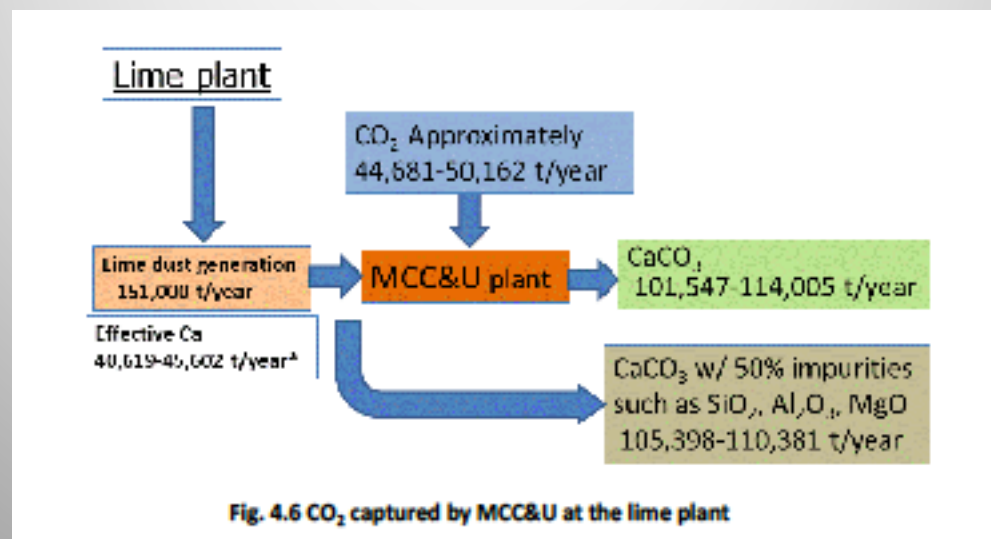 Lime plant
CO₂ Approximately
44,681-50,162 t/year
Lime dust generation
151,000 t/year
MCC&U plant
CaCO₃
101,547-114,005 t/year
Effective Ca
40,619-45,602 t/year*
CaCO₃ w/ 50% impurities
such as SiO₂, Al₂O₃, MgO
105,398-110,381 t/year
Fig. 4.6 CO₂ captured by MCC&U at the lime plant